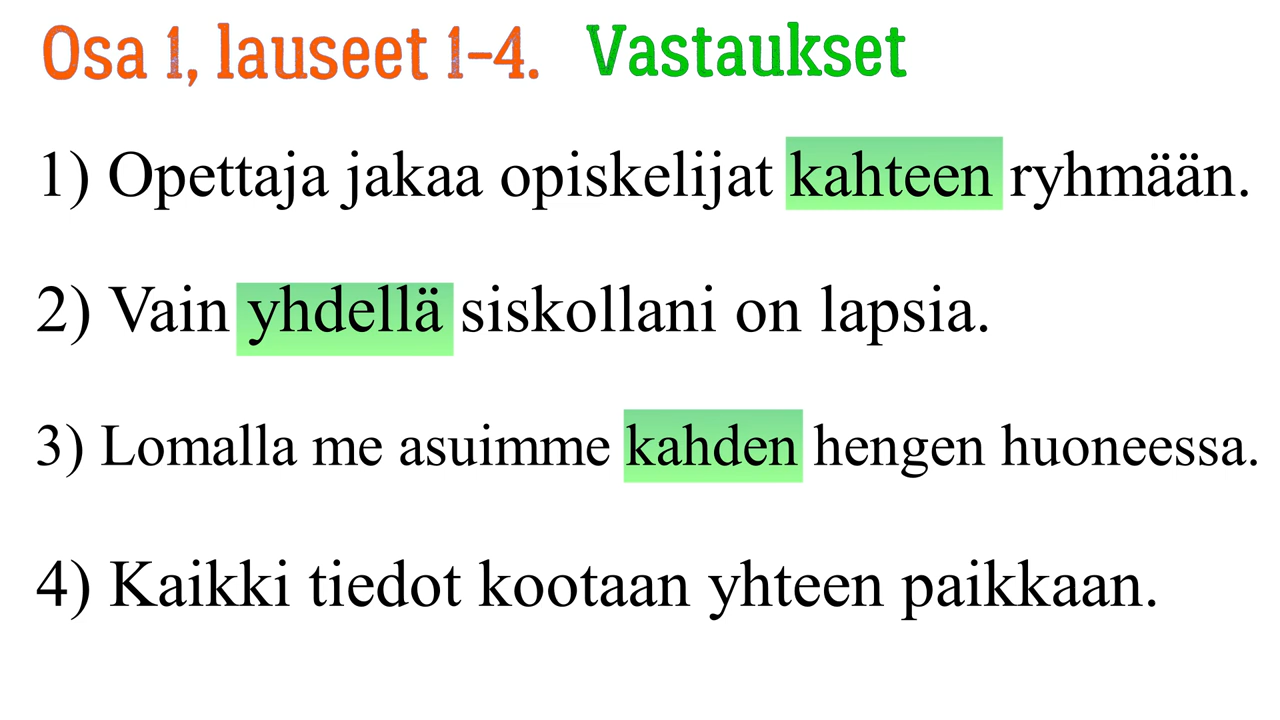 Osa 1, lauseet 1-4. Vastaukset
1) Opettaja jakaa opiskelijat kahteen ryhmään.
2) Vain yhdellä siskollani on lapsia.
3) Lomalla me asuimme kahden hengen huoneessa.
4) Kaikki tiedot kootaan yhteen paikkaan.